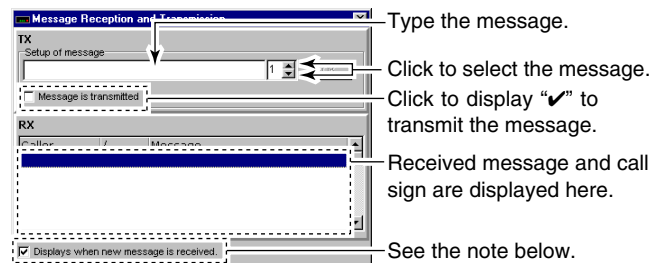 Message Reception and Transmission
Type the message.
TX
Setup of message
1
Click to select the message.
Message is transmitted
Click to display “✔” to
transmit the message.
RX
Caller / Message
Received message and call
sign are displayed here.
Displays when new message is received.
See the note below.